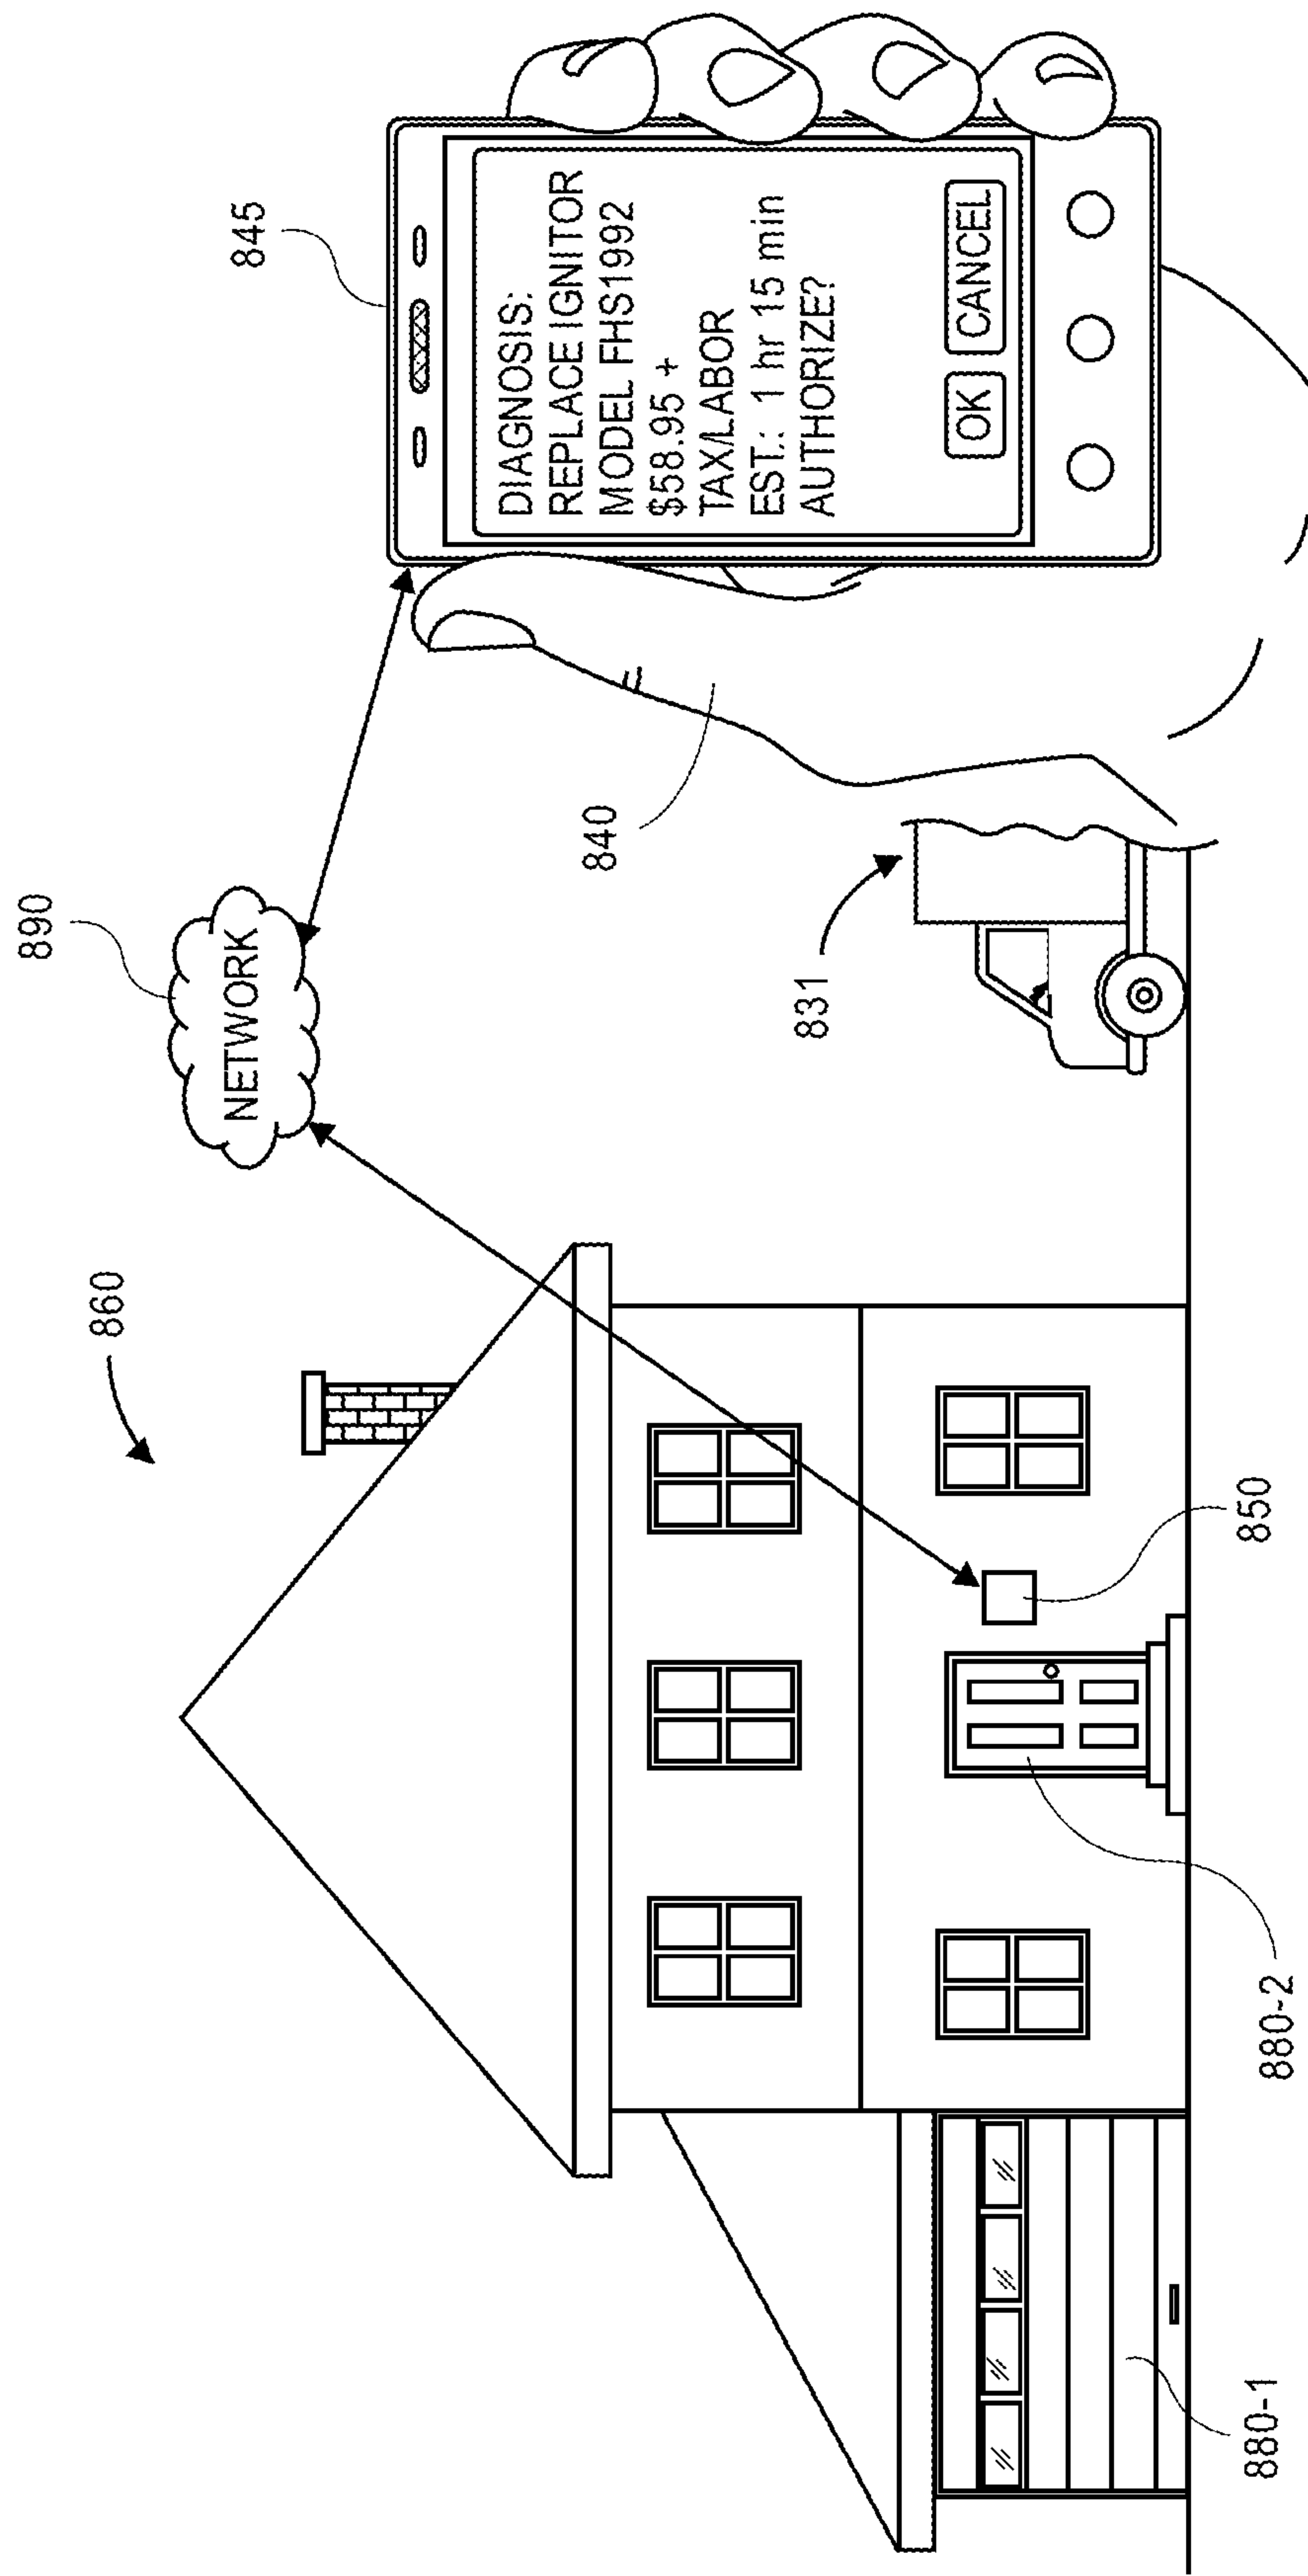 860
890
NETWORK
845
DIAGNOSIS:
REPLACE IGNITOR
MODEL FHS1992
$58.95 +
TAX/LABOR
EST.: 1 hr 15 min
AUTHORIZE?
OK
CANCEL
840
831
850
880-2
880-1